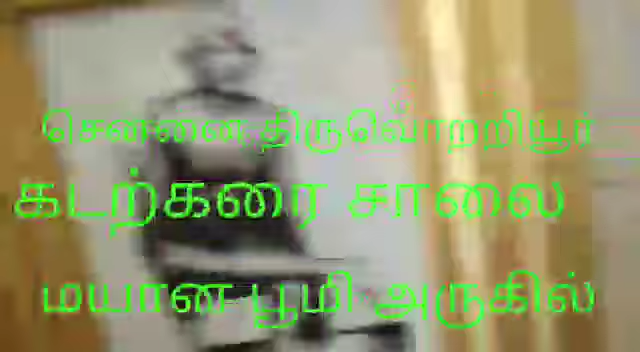 சென்னை திருவொற்றியூர்
கடற்கரை சாலை
மயான பூமி அருகில்